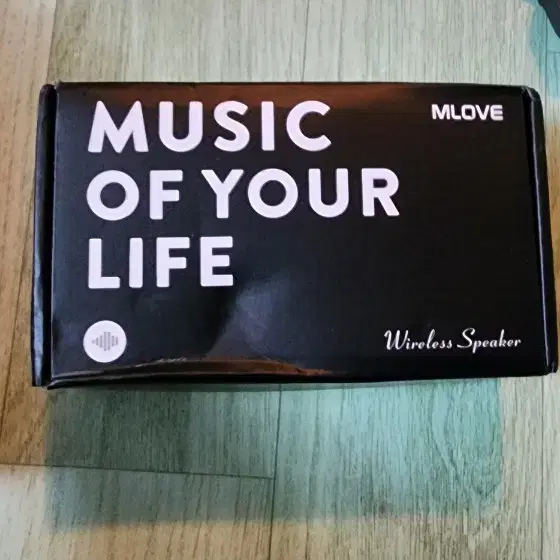 MLOVE
MUSIC
OF YOUR
LIFE
Wireless Speaker